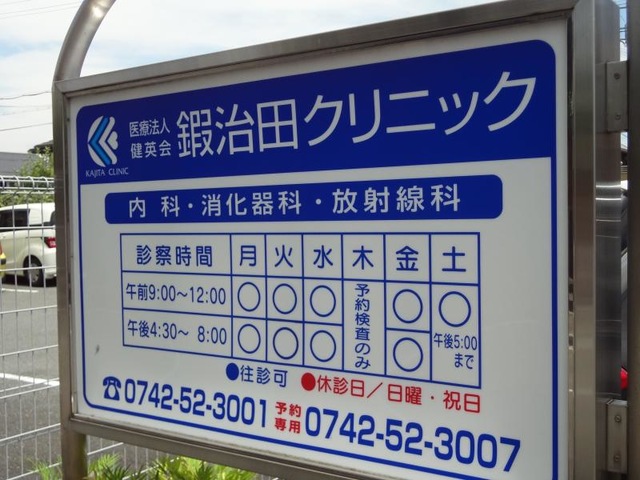 医療法人
健英会
鍜治田クリニック
KAJITA CLINIC
内科・消化器科・放射線科
診察時間 月 火 水 木 金 土
午前9:00〜12:00 ○ ○ ○ 予約検査のみ ○ ○
午後4:30〜 8:00 ○ ○ ○ ○ 午後5:00まで
●往診可 ●休診日/日曜・祝日
☎0742-52-3001 予約専用 0742-52-3007